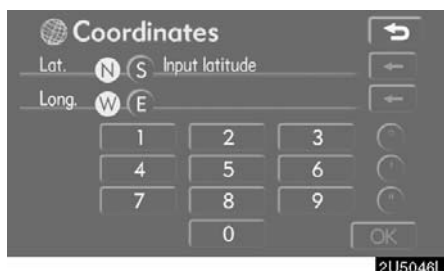 Coordinates
Lat. N S Input latitude
Long. W E
1 2 3 °
4 5 6 '
7 8 9 "
0 OK
2U5046I